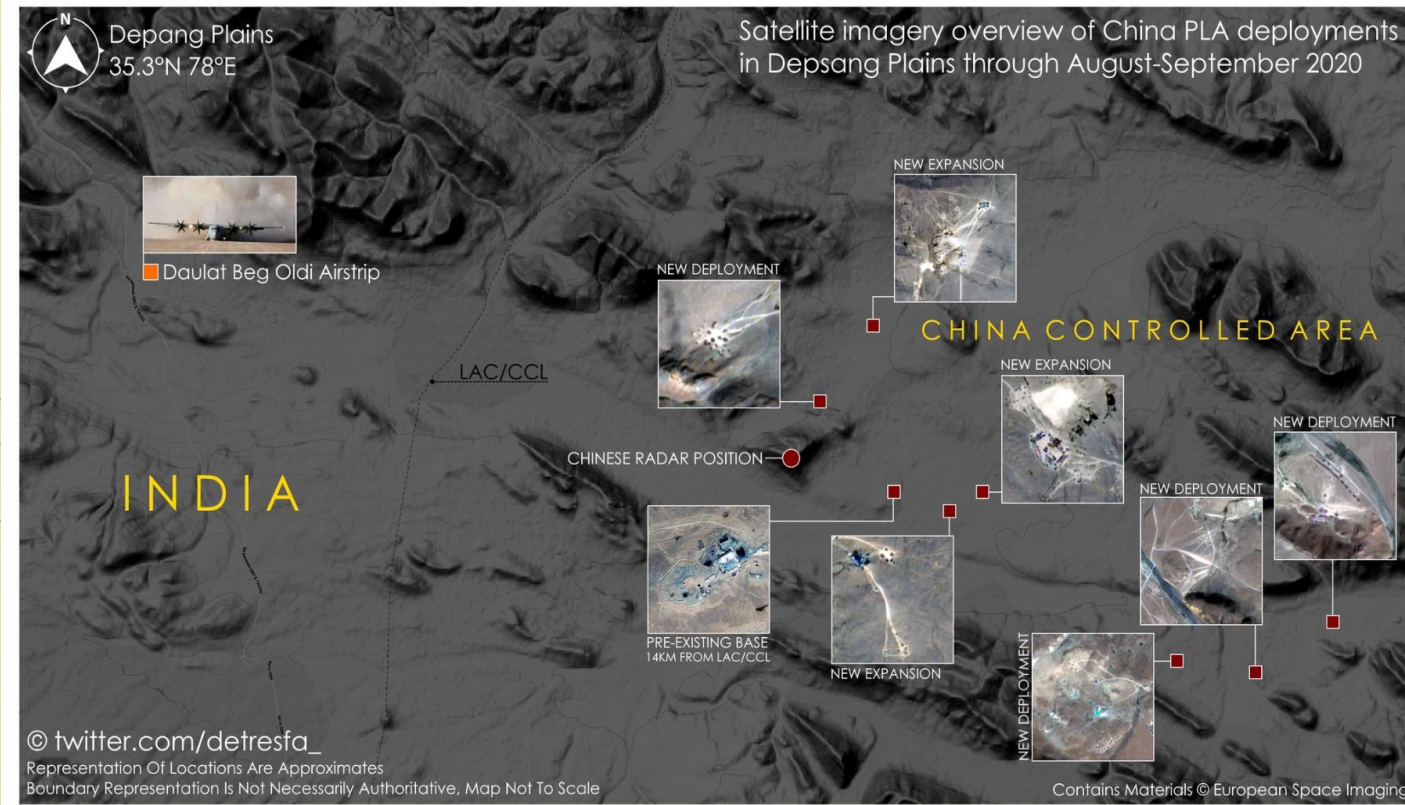 N
Depang Plains
35.3°N 78°E
Satellite imagery overview of China PLA deployments
in Depsang Plains through August-September 2020
NEW EXPANSION
Daulat Beg Oldi Airstrip
NEW DEPLOYMENT
CHINA CONTROLLED AREA
LAC/CCL
NEW EXPANSION
NEW DEPLOYMENT
CHINESE RADAR POSITION
INDIA
NEW DEPLOYMENT
PRE-EXISTING BASE
14KM FROM LAC/CCL
NEW EXPANSION
NEW DEPLOYMENT
© twitter.com/detresfa_
Representation Of Locations Are Approximates
Boundary Representation Is Not Necessarily Authoritative, Map Not To Scale
Contains Materials © European Space Imaging